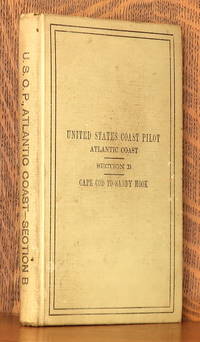 U. S. C. P., ATLANTIC COAST—SECTION B
UNITED STATES COAST PILOT
ATLANTIC COAST
SECTION B
CAPE COD TO SANDY HOOK